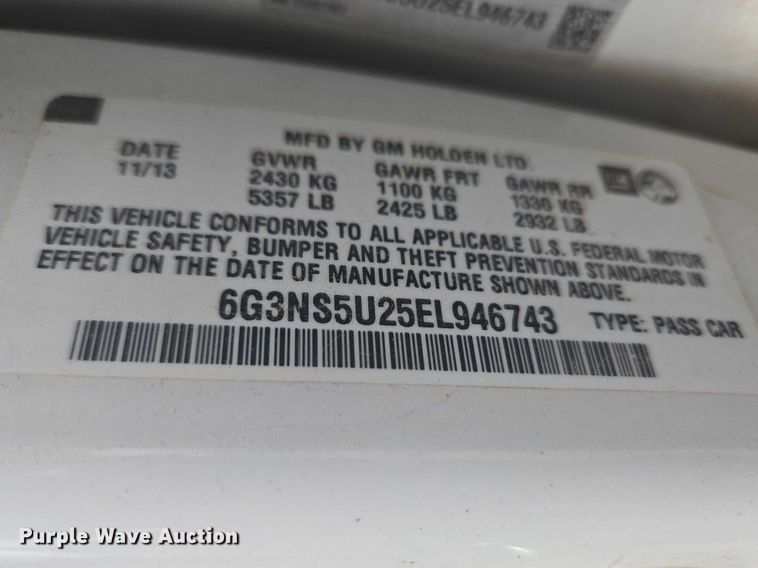 5U25EL946743
MFD BY GM HOLDEN LTD.
DATE GVWR GAWR FRT GAWR RR
11/13 2430 KG 1100 KG 1330 KG
5357 LB 2425 LB 2932 LB
THIS VEHICLE CONFORMS TO ALL APPLICABLE U.S. FEDERAL MOTOR
VEHICLE SAFETY, BUMPER AND THEFT PREVENTION STANDARDS IN
EFFECT ON THE DATE OF MANUFACTURE SHOWN ABOVE.
6G3NS5U25EL946743 TYPE: PASS CAR
Purple Wave Auction